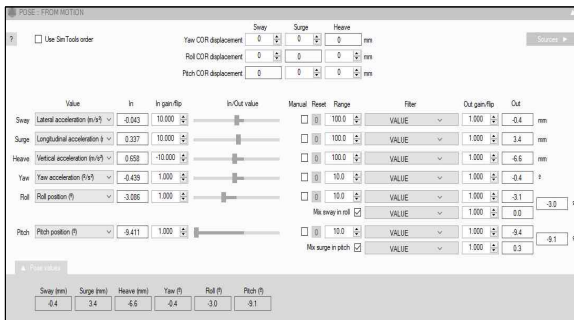 POSE : FROM MOTION
? Use SimTools order Sources ►
Sway Surge Heave
Yaw COR displacement 0 0 0 mm
Roll COR displacement 0 0 0
Pitch COR displacement 0 0 0
Value In In gain/flip In/Out value Manual Reset Range Filter Out gain/flip Out
Sway Lateral acceleration (m/s²) -0.043 10.000 0 100.0 VALUE 1.000 -0.4 mm
Surge Longitudinal acceleration (r 0.337 10.000 0 100.0 VALUE 1.000 3.4 mm
Heave Vertical acceleration (m/s²) 0.658 -10.000 0 100.0 VALUE 1.000 -6.6 mm
Yaw Yaw acceleration (º/s²) -0.439 1.000 0 10.0 VALUE 1.000 -0.4 º
Roll Roll position (º) -3.086 1.000 0 10.0 VALUE 1.000 -3.1
-3.0
Mix sway in roll VALUE 1.000 0.0
Pitch Pitch position (º) -9.411 1.000 0 10.0 VALUE 1.000 -9.4
-9.1
Mix surge in pitch VALUE 1.000 0.3
▲ Pose values
Sway (mm) Surge (mm) Heave (mm) Yaw (º) Roll (º) Pitch (º)
-0.4 3.4 -6.6 -0.4 -3.0 -9.1